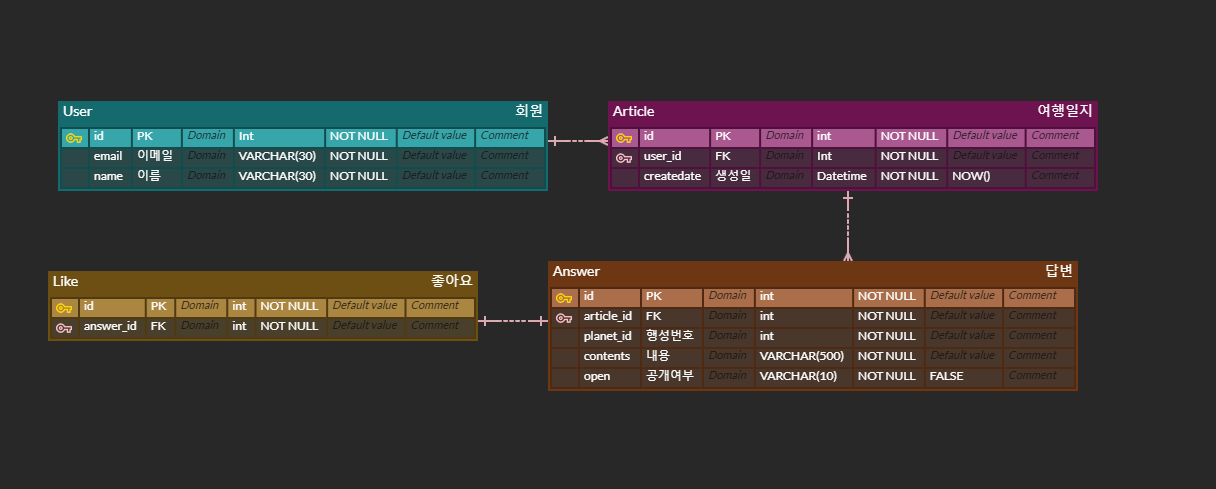 User 회원
id PK Domain Int NOT NULL Default value Comment
email 이메일 Domain VARCHAR(30) NOT NULL Default value Comment
name 이름 Domain VARCHAR(30) NOT NULL Default value Comment
Article 여행일지
id PK Domain int NOT NULL Default value Comment
user_id FK Domain Int NOT NULL Default value Comment
createdate 생성일 Domain Datetime NOT NULL NOW() Comment
Like 좋아요
id PK Domain int NOT NULL Default value Comment
answer_id FK Domain int NOT NULL Default value Comment
Answer 답변
id PK Domain int NOT NULL Default value Comment
article_id FK Domain int NOT NULL Default value Comment
planet_id 행성번호 Domain int NOT NULL Default value Comment
contents 내용 Domain VARCHAR(500) NOT NULL Default value Comment
open 공개여부 Domain VARCHAR(10) NOT NULL FALSE Comment